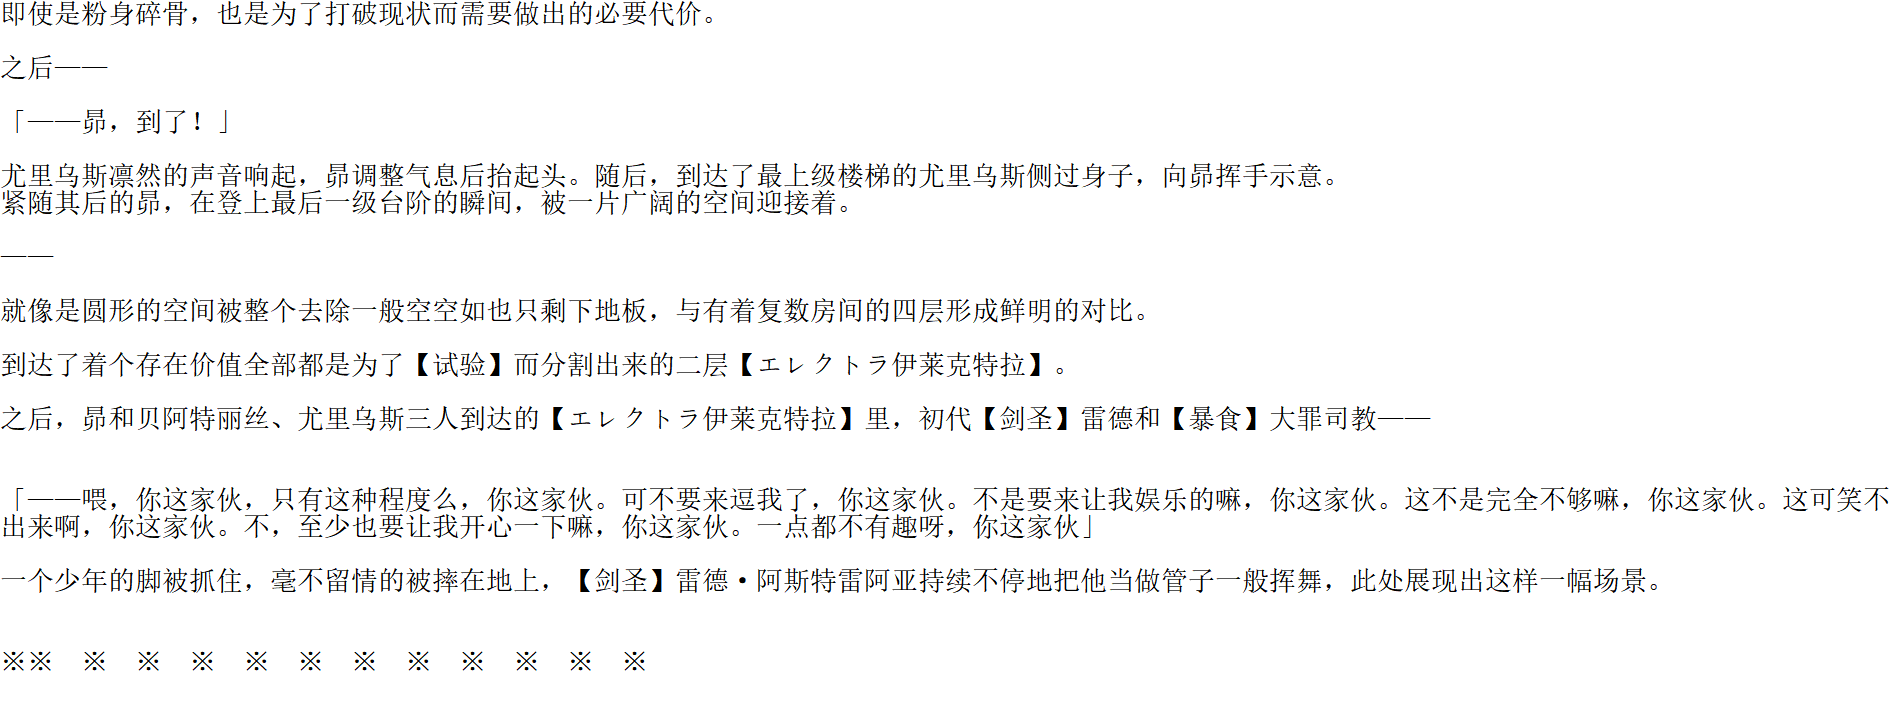 即使是粉身碎骨，也是为了打破现状而需要做出的必要代价。
之后——
「——昴，到了！」
尤里乌斯凛然的声音响起，昴调整气息后抬起头。随后，到达了最上级楼梯的尤里乌斯侧过身子，向昴挥手示意。
紧随其后的昴，在登上最后一级台阶的瞬间，被一片广阔的空间迎接着。
——
就像是圆形的空间被整个去除一般空空如也只剩下地板，与有着复数房间的四层形成鲜明的对比。
到达了着个存在价值全部都是为了【试验】而分割出来的二层【エレクトラ伊莱克特拉】。
之后，昴和贝阿特丽丝、尤里乌斯三人到达的【エレクトラ伊莱克特拉】里，初代【剑圣】雷德和【暴食】大罪司教——
「——喂，你这家伙，只有这种程度么，你这家伙。可不要来逗我了，你这家伙。不是要来让我娱乐的嘛，你这家伙。这不是完全不够嘛，你这家伙。这可笑不
出来啊，你这家伙。不，至少也要让我开心一下嘛，你这家伙。一点都不有趣呀，你这家伙」
一个少年的脚被抓住，毫不留情的被摔在地上，【剑圣】雷德·阿斯特雷阿亚持续不停地把他当做管子一般挥舞，此处展现出这样一幅场景。
※※　※　※　※　※　※　※　※　※　※　※　※